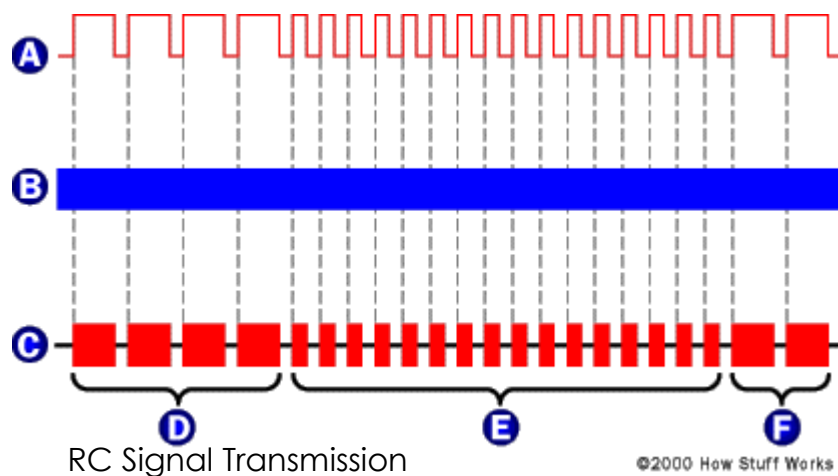 A
B
C
D E F
RC Signal Transmission
©2000 How Stuff Works